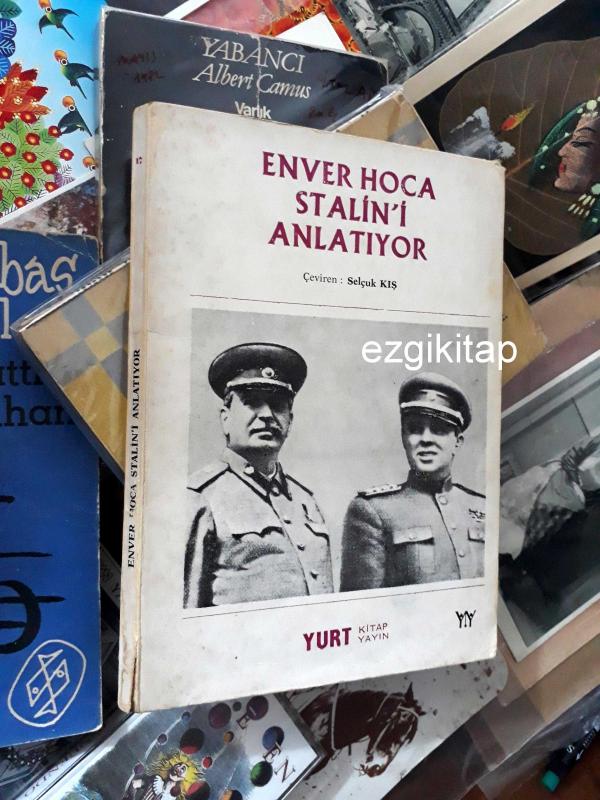 YABANCI
Albert Camus
Varlık
ENVER HOCA
STALİN'İ
ANLATIYOR
Çeviren : Selçuk KIŞ
ezgikitap
YURT KİTAP
YAYIN
ENVER HOCA STALİN'İ ANLATIYOR
bas